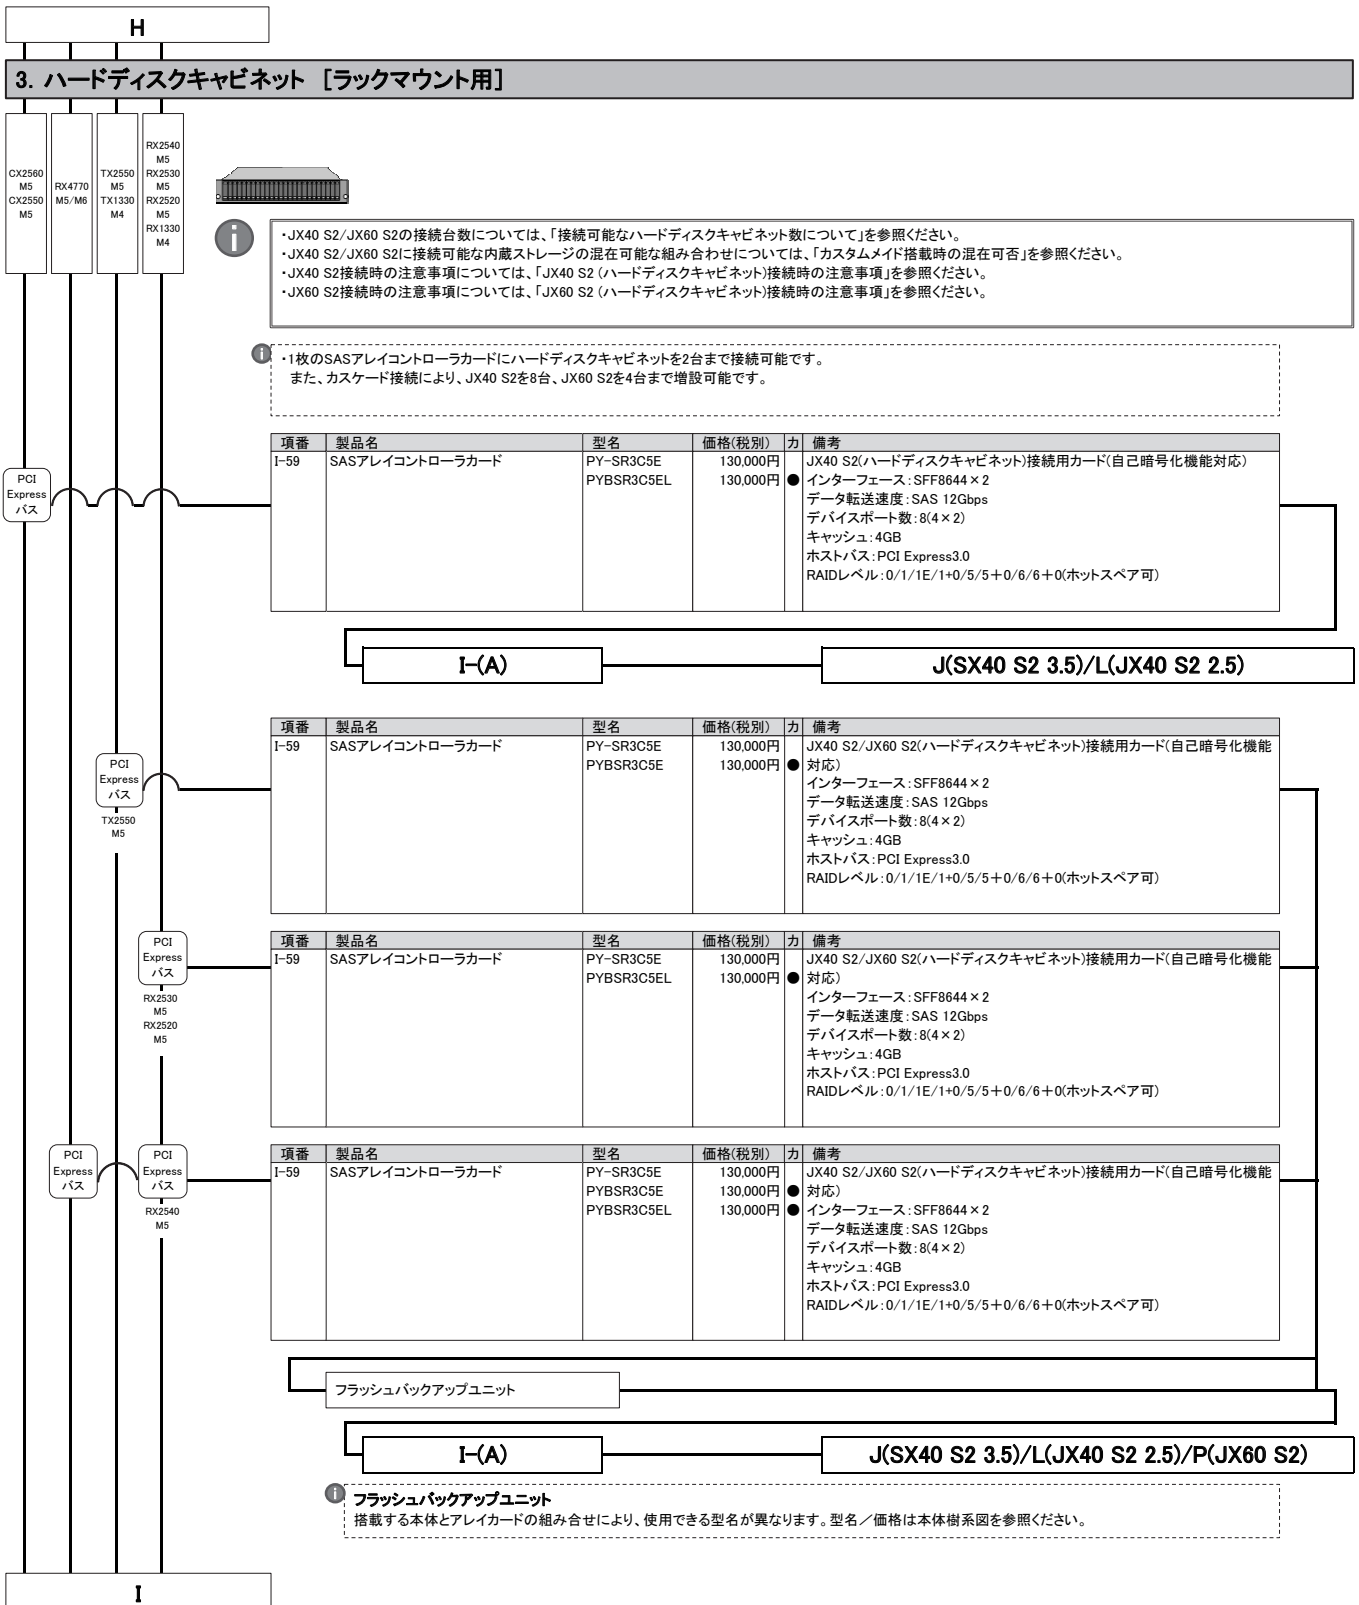 H
3. ハードディスクキャビネット [ラックマウント用]
CX2560
M5
CX2550
M5
RX4770
M5/M6
TX2550
M5
TX1330
M4
RX2540
M5
RX2530
M5
RX2520
M5
RX1330
M4
・JX40 S2/JX60 S2の接続台数については、「接続可能なハードディスクキャビネット数について」を参照ください。
・JX40 S2/JX60 S2に接続可能な内蔵ストレージの混在可能な組み合わせについては、「カスタムメイド搭載時の混在可否」を参照ください。
・JX40 S2接続時の注意事項については、「JX40 S2 (ハードディスクキャビネット)接続時の注意事項」を参照ください。
・JX60 S2接続時の注意事項については、「JX60 S2 (ハードディスクキャビネット)接続時の注意事項」を参照ください。
・1枚のSASアレイコントローラカードにハードディスクキャビネットを2台まで接続可能です。
また、カスケード接続により、JX40 S2を8台、JX60 S2を4台まで増設可能です。
項番 製品名 型名 価格(税別) カ 備考
I-59 SASアレイコントローラカード PY-SR3C5E 130,000円 JX40 S2(ハードディスクキャビネット)接続用カード(自己暗号化機能対応)
PYBSR3C5EL 130,000円 ● インターフェース:SFF8644×2
データ転送速度:SAS 12Gbps
デバイスポート数:8(4×2)
キャッシュ:4GB
ホストバス:PCI Express3.0
RAIDレベル:0/1/1E/1+0/5/5+0/6/6+0(ホットスペア可)
PCI
Express
バス
I-(A) J(SX40 S2 3.5)/L(JX40 S2 2.5)
項番 製品名 型名 価格(税別) カ 備考
I-59 SASアレイコントローラカード PY-SR3C5E 130,000円 JX40 S2/JX60 S2(ハードディスクキャビネット)接続用カード(自己暗号化機能
PYBSR3C5E 130,000円 ● 対応)
インターフェース:SFF8644×2
データ転送速度:SAS 12Gbps
デバイスポート数:8(4×2)
キャッシュ:4GB
ホストバス:PCI Express3.0
RAIDレベル:0/1/1E/1+0/5/5+0/6/6+0(ホットスペア可)
PCI
Express
バス
TX2550
M5
項番 製品名 型名 価格(税別) カ 備考
I-59 SASアレイコントローラカード PY-SR3C5E 130,000円 JX40 S2/JX60 S2(ハードディスクキャビネット)接続用カード(自己暗号化機能
PYBSR3C5EL 130,000円 ● 対応)
インターフェース:SFF8644×2
データ転送速度:SAS 12Gbps
デバイスポート数:8(4×2)
キャッシュ:4GB
ホストバス:PCI Express3.0
RAIDレベル:0/1/1E/1+0/5/5+0/6/6+0(ホットスペア可)
PCI
Express
バス
RX2530
M5
RX2520
M5
項番 製品名 型名 価格(税別) カ 備考
I-59 SASアレイコントローラカード PY-SR3C5E 130,000円 JX40 S2/JX60 S2(ハードディスクキャビネット)接続用カード(自己暗号化機能
PYBSR3C5E 130,000円 ● 対応)
PYBSR3C5EL 130,000円 ● インターフェース:SFF8644×2
データ転送速度:SAS 12Gbps
デバイスポート数:8(4×2)
キャッシュ:4GB
ホストバス:PCI Express3.0
RAIDレベル:0/1/1E/1+0/5/5+0/6/6+0(ホットスペア可)
PCI
Express
バス
PCI
Express
バス
RX2540
M5
フラッシュバックアップユニット
I-(A) J(SX40 S2 3.5)/L(JX40 S2 2.5)/P(JX60 S2)
フラッシュバックアップユニット
搭載する本体とアレイカードの組み合せにより、使用できる型名が異なります。型名/価格は本体樹系図を参照ください。
I